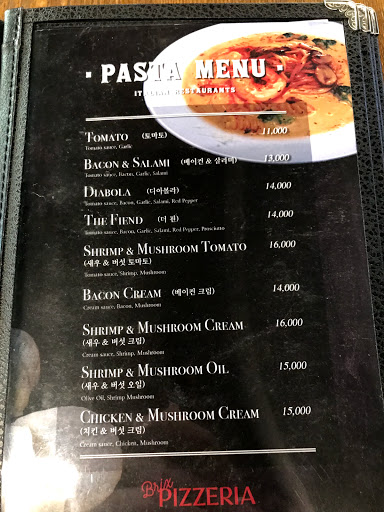 · PASTA MENU ·
ITALIAN RESTAURANTS
TOMATO (토마토) 11,000
Tomato sauce, Garlic
BACON & SALAMI (베이컨 & 살라미) 13,000
Tomato sauce, Bacon, Garlic, Salami
DIABOLA (디아볼라) 14,000
Tomato sauce, Bacon, Garlic, Salami, Red Pepper
THE FIEND (더 핀) 14,000
Tomato sauce, Bacon, Garlic, Salami, Red Pepper, Prosciutto
SHRIMP & MUSHROOM TOMATO 16,000
(새우 & 버섯 토마토)
Tomato sauce, Shrimp, Mushroom
BACON CREAM (베이컨 크림) 14,000
Cream sauce, Bacon, Mushroom
SHRIMP & MUSHROOM CREAM 16,000
(새우 & 버섯 크림)
Cream sauce, Shrimp, Mushroom
SHRIMP & MUSHROOM OIL 15,000
(새우 & 버섯 오일)
Olive Oil, Shrimp Mushroom
CHICKEN & MUSHROOM CREAM 15,000
(치킨 & 버섯 크림)
Cream sauce, Chicken, Mushroom
Brix
PIZZERIA